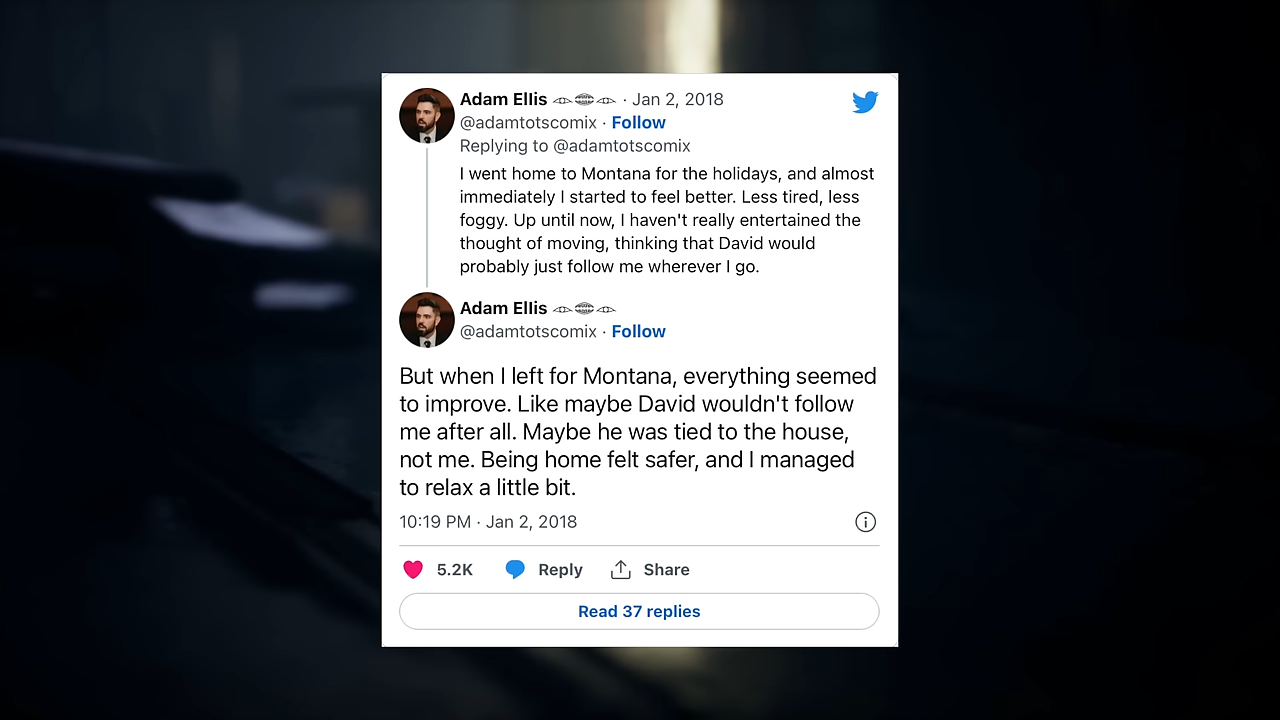 Adam Ellis · Jan 2, 2018
@adamtotscomix · Follow
Replying to @adamtotscomix
I went home to Montana for the holidays, and almost
immediately I started to feel better. Less tired, less
foggy. Up until now, I haven't really entertained the
thought of moving, thinking that David would
probably just follow me wherever I go.
Adam Ellis
@adamtotscomix · Follow
But when I left for Montana, everything seemed
to improve. Like maybe David wouldn't follow
me after all. Maybe he was tied to the house,
not me. Being home felt safer, and I managed
to relax a little bit.
10:19 PM · Jan 2, 2018
5.2K Reply Share
Read 37 replies